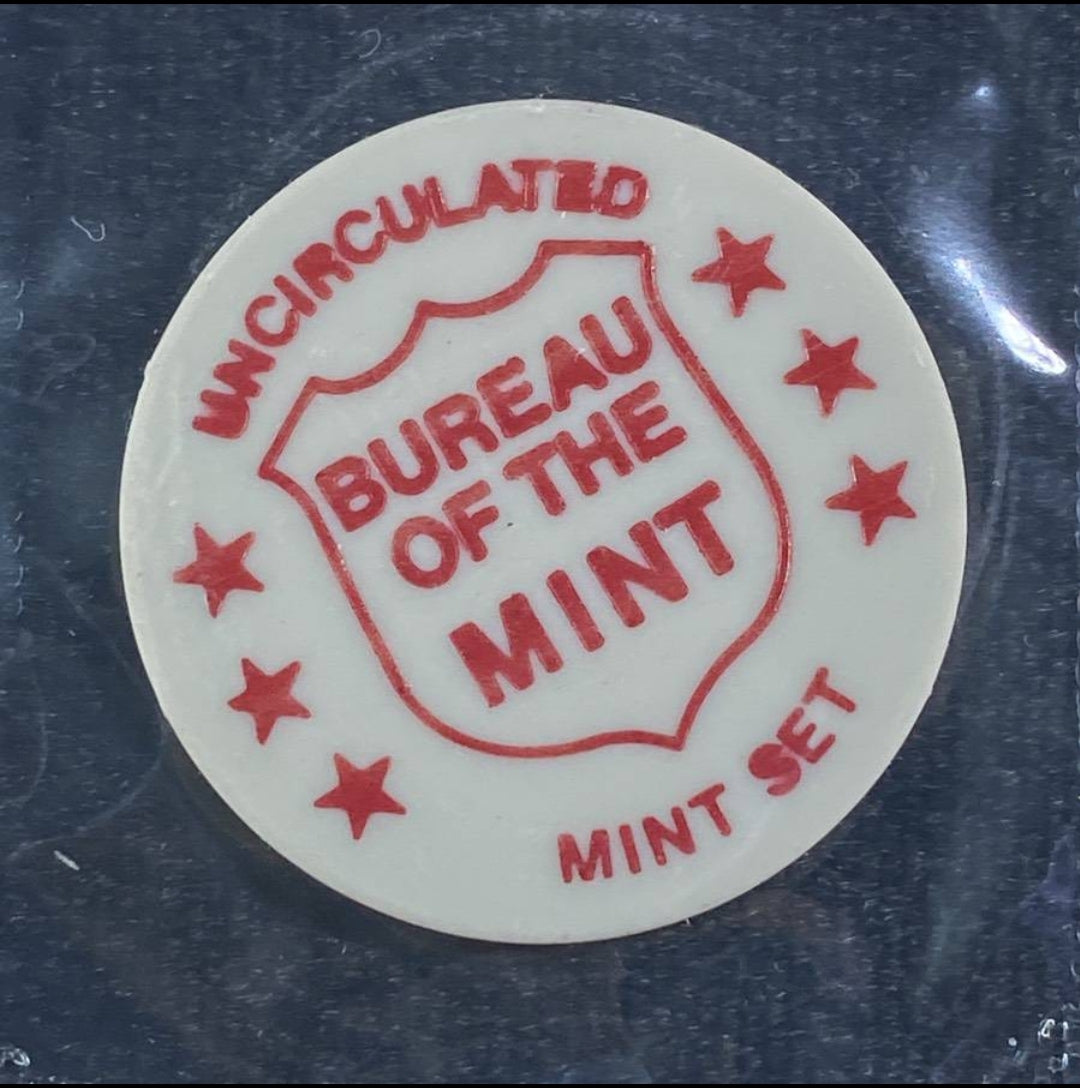 UNCIRCULATED
BUREAU
OF THE
MINT
MINT SET